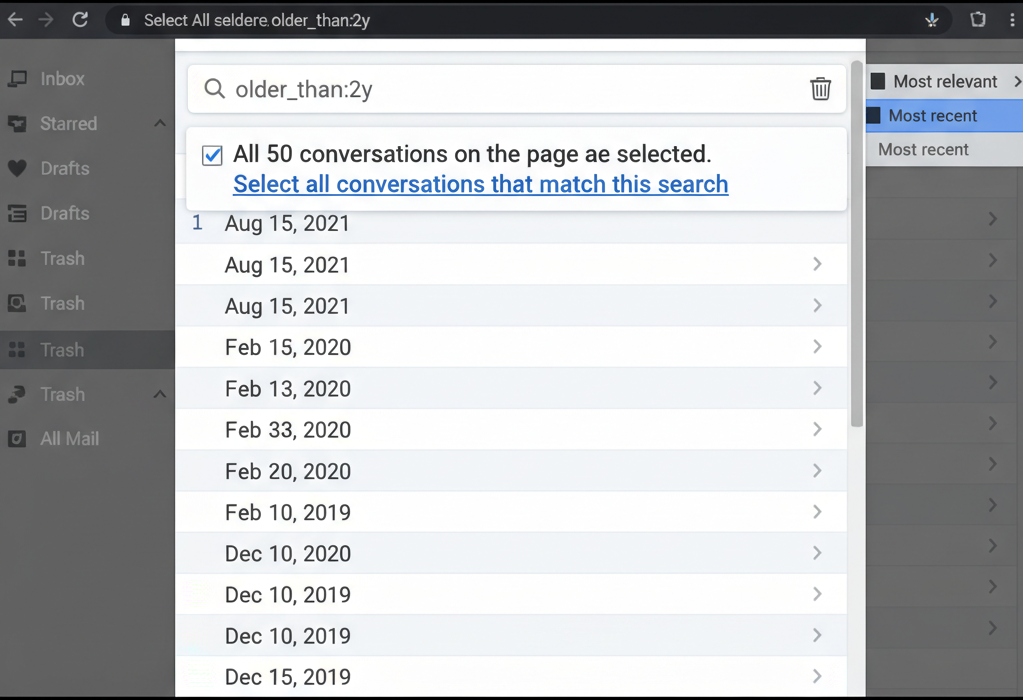 Select All seldere. older_than:2y
Inbox
Starred
Drafts
Drafts
Trash
Trash
Trash
Trash
All Mail
older_than:2y
All 50 conversations on the page ae selected.
Select all conversations that match this search
1 Aug 15, 2021
Aug 15, 2021
Aug 15, 2021
Feb 15, 2020
Feb 13, 2020
Feb 33, 2020
Feb 20, 2020
Feb 10, 2019
Dec 10, 2020
Dec 10, 2019
Dec 10, 2019
Dec 15, 2019
Most relevant
Most recent
Most recent